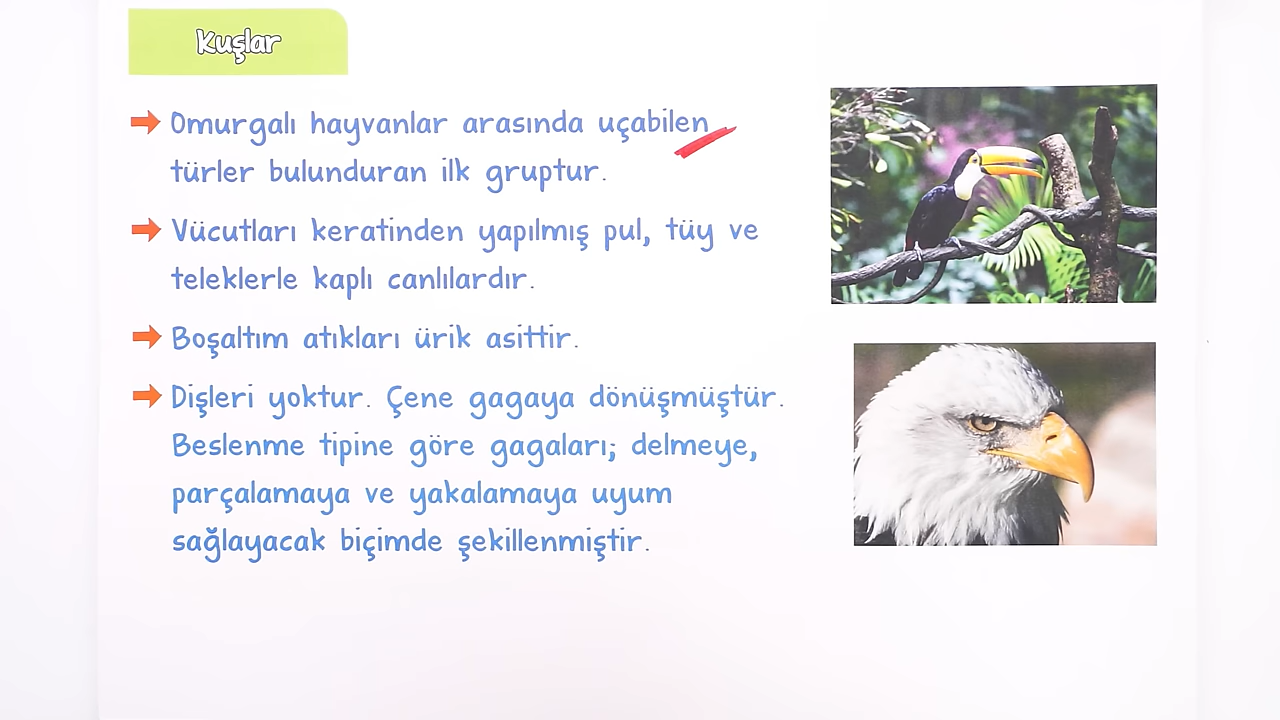 Kuşlar
Omurgalı hayvanlar arasında uçabilen
türler bulunduran ilk gruptur.
Vücutları keratinden yapılmış pul, tüy ve
teleklerle kaplı canlılardır.
Boşaltım atıkları ürik asittir.
Dişleri yoktur. Çene gagaya dönüşmüştür.
Beslenme tipine göre gagaları; delmeye,
parçalamaya ve yakalamaya uyum
sağlayacak biçimde şekillenmiştir.